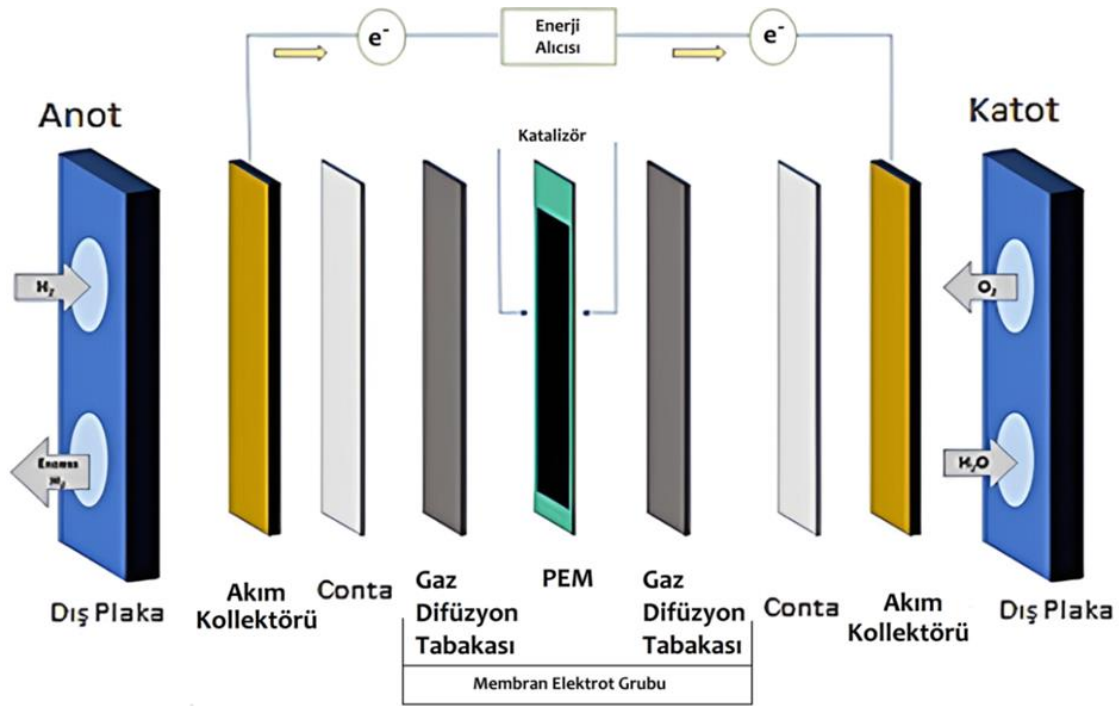 e⁻
Enerji
Alıcısı
e⁻
Anot
Katot
Katalizör
H₂
O₂
H₂
H₂O
Dış Plaka
Akım
Kollektörü
Conta
Gaz
Difüzyon
Tabakası
PEM
Gaz
Difüzyon
Tabakası
Conta
Akım
Kollektörü
Dış Plaka
Membran Elektrot Grubu